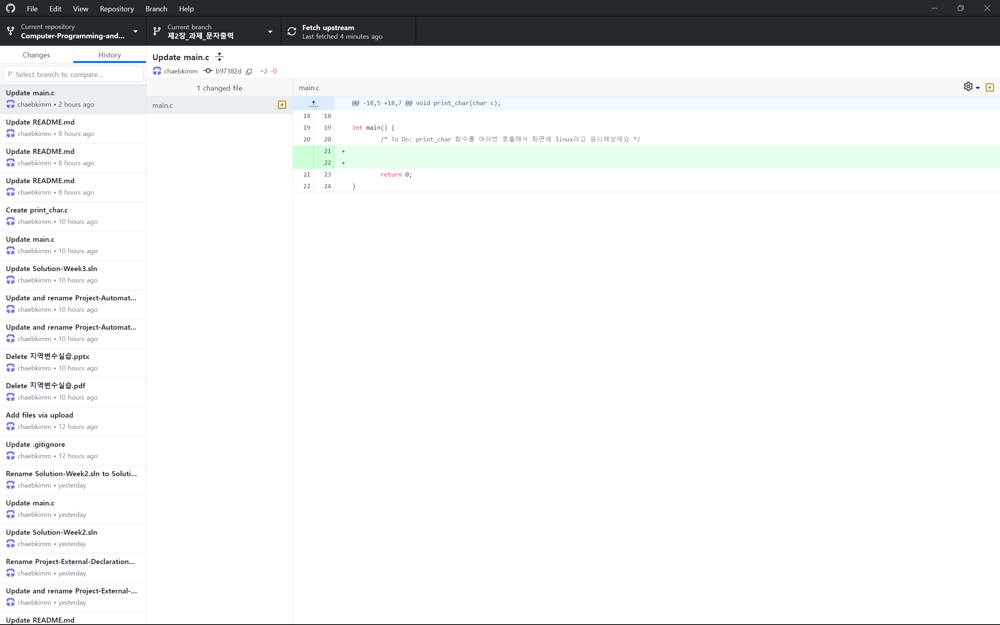 File Edit View Repository Branch Help
Current repository
Computer-Programming-and...
Current branch
제2장_과제_문자출력
Fetch upstream
Last fetched 4 minutes ago
Changes History
Select branch to compare...
Update main.c
chaebkimm • 2 hours ago
Update README.md
chaebkimm • 8 hours ago
Update README.md
chaebkimm • 8 hours ago
Update README.md
chaebkimm • 8 hours ago
Create print_char.c
chaebkimm • 10 hours ago
Update main.c
chaebkimm • 10 hours ago
Update Solution-Week3.sln
chaebkimm • 10 hours ago
Update and rename Project-Automat...
chaebkimm • 10 hours ago
Update and rename Project-Automat...
chaebkimm • 10 hours ago
Delete 지역변수실습.pptx
chaebkimm • 10 hours ago
Delete 지역변수실습.pdf
chaebkimm • 10 hours ago
Add files via upload
chaebkimm • 12 hours ago
Update .gitignore
chaebkimm • 12 hours ago
Rename Solution-Week2.sln to Soluti...
chaebkimm • yesterday
Update main.c
chaebkimm • yesterday
Update Solution-Week2.sln
chaebkimm • yesterday
Rename Project-External-Declaration...
chaebkimm • yesterday
Update and rename Project-External-...
chaebkimm • yesterday
Update README.md
Update main.c
chaebkimm b97382d +2 -0
1 changed file
main.c
main.c
@@ -18,5 +18,7 @@ void print_char(char c);
18 18
19 19 int main() {
20 20 /* To Do: print_char 함수를 여러번 호출해서 화면에 linux라고 표시해보세요 */
21 +
22 +
21 23 return 0;
22 24 }